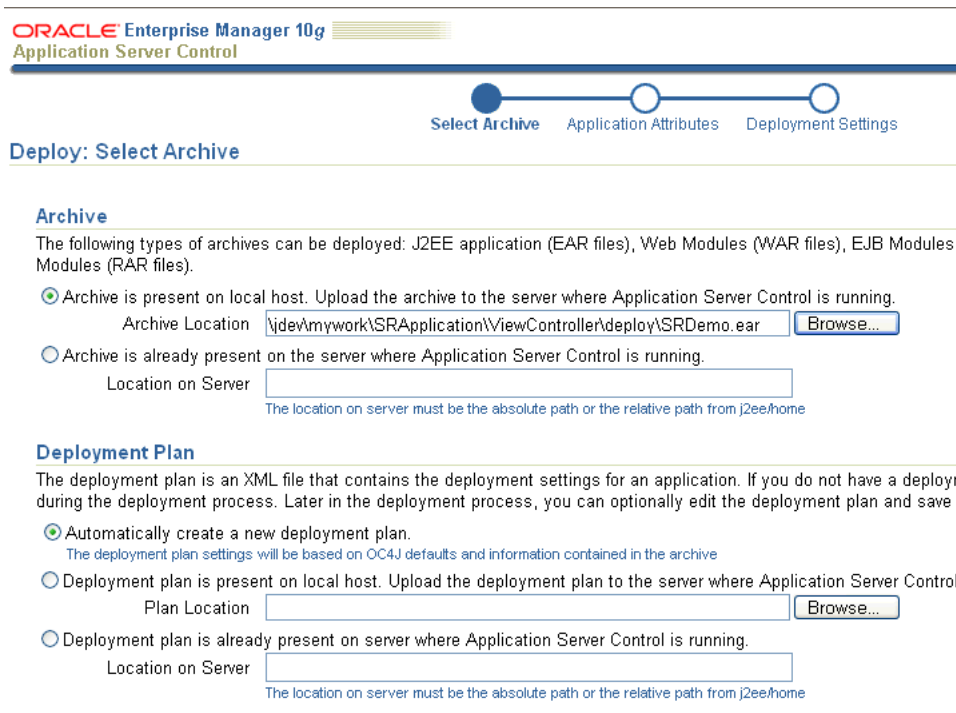 ORACLE Enterprise Manager 10g
Application Server Control
Select Archive Application Attributes Deployment Settings
Deploy: Select Archive
Archive
The following types of archives can be deployed: J2EE application (EAR files), Web Modules (WAR files), EJB Modules
Modules (RAR files).
Archive is present on local host. Upload the archive to the server where Application Server Control is running.
Archive Location \jdev\mywork\SRApplication\ViewController\deploy\SRDemo.ear Browse...
Archive is already present on the server where Application Server Control is running.
Location on Server
The location on server must be the absolute path or the relative path from j2ee/home
Deployment Plan
The deployment plan is an XML file that contains the deployment settings for an application. If you do not have a deploy
during the deployment process. Later in the deployment process, you can optionally edit the deployment plan and save
Automatically create a new deployment plan.
The deployment plan settings will be based on OC4J defaults and information contained in the archive
Deployment plan is present on local host. Upload the deployment plan to the server where Application Server Control
Plan Location Browse...
Deployment plan is already present on server where Application Server Control is running.
Location on Server
The location on server must be the absolute path or the relative path from j2ee/home